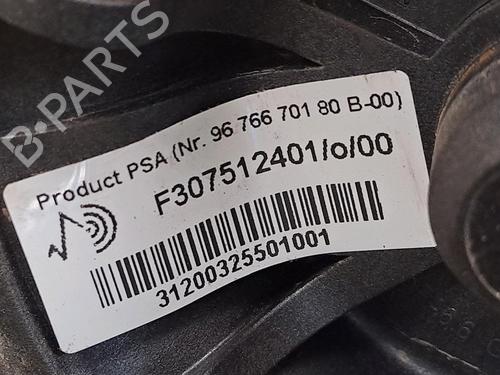 B-Parts
Product PSA (Nr. 96 766 701 80 B-00)
F307512401/o/00
31200325501001